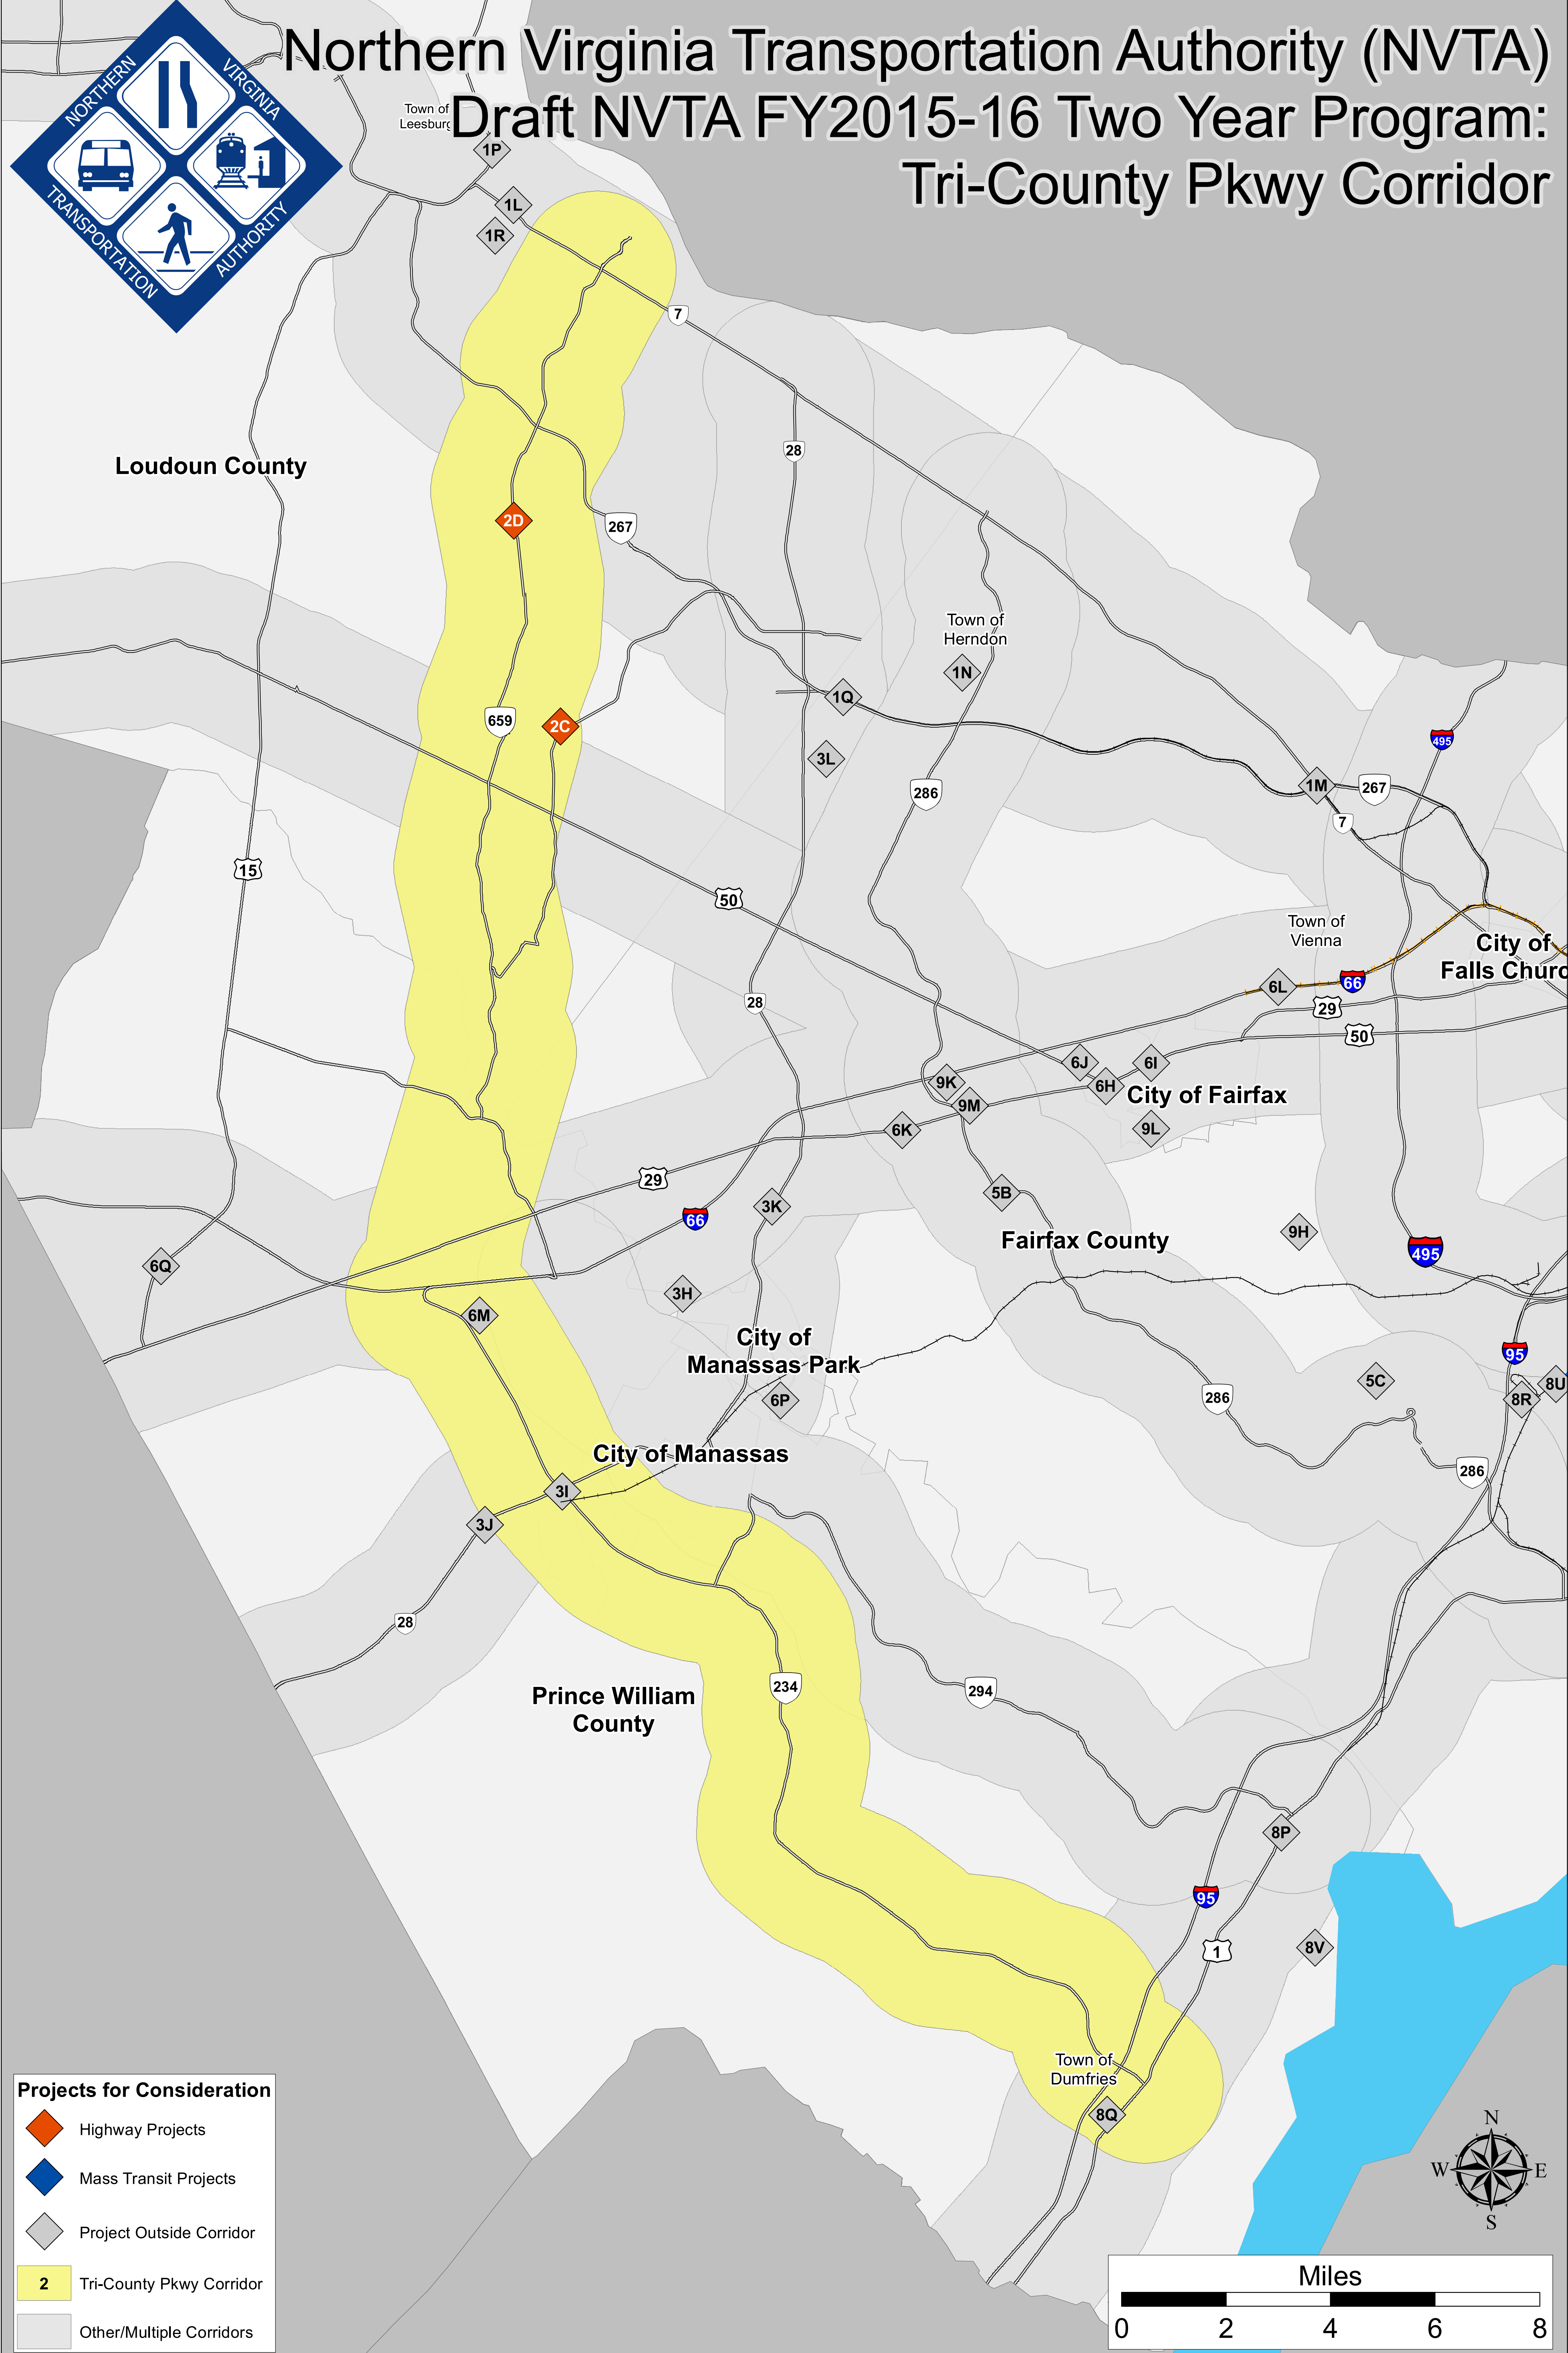 Northern Virginia Transportation Authority (NVTA)
Draft NVTA FY2015-16 Two Year Program:
Tri-County Pkwy Corridor
NORTHERN
VIRGINIA
TRANSPORTATION
AUTHORITY
Town of
Leesburg
1P
1L
1R
7
Loudoun County
28
2D
267
Town of
Herndon
1N
1Q
659
2C
495
3L
1M
267
286
7
15
50
Town of
Vienna
City of
Falls Churc
66
6L
28
29
50
6J
6I
9K
6H
City of Fairfax
9M
9L
6K
29
5B
3K
66
9H
Fairfax County
495
6Q
3H
6M
City of
Manassas Park
95
5C
8U
6P
286
8R
City of Manassas
286
3I
3J
28
234
294
Prince William
County
8P
95
1
8V
Town of
Dumfries
8Q
Projects for Consideration
Highway Projects
Mass Transit Projects
Project Outside Corridor
2
Tri-County Pkwy Corridor
Other/Multiple Corridors
N
W
E
S
Miles
0 2 4 6 8